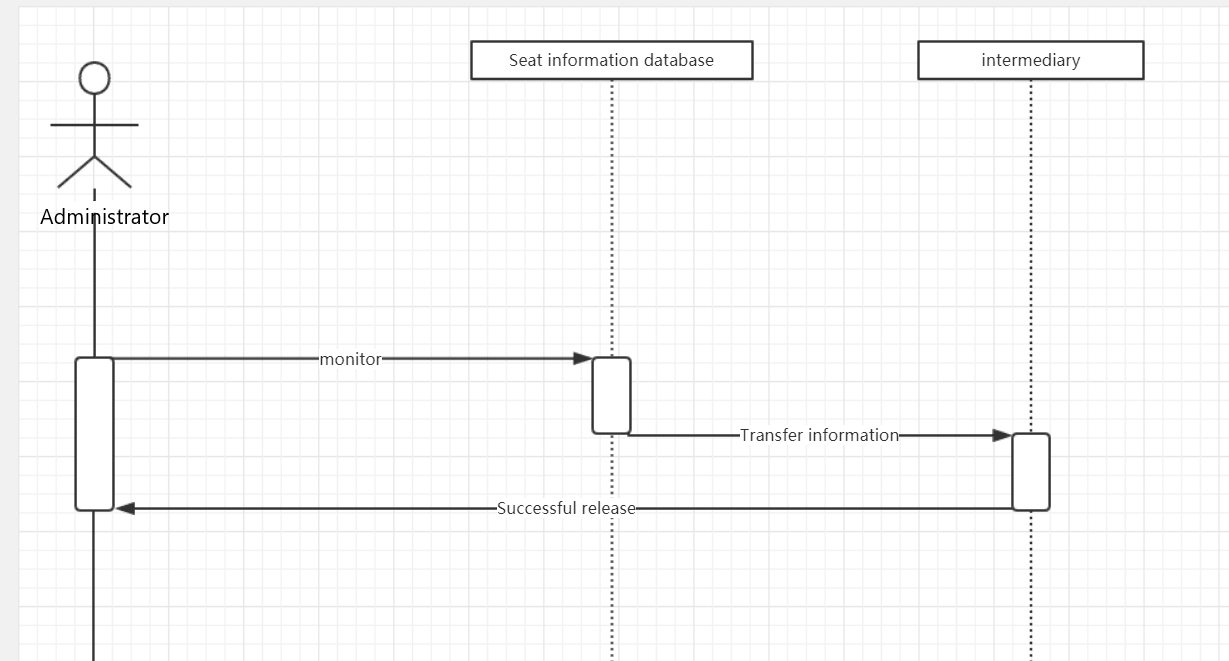 Seat information database
intermediary
Administrator
monitor
Transfer information
Successful release